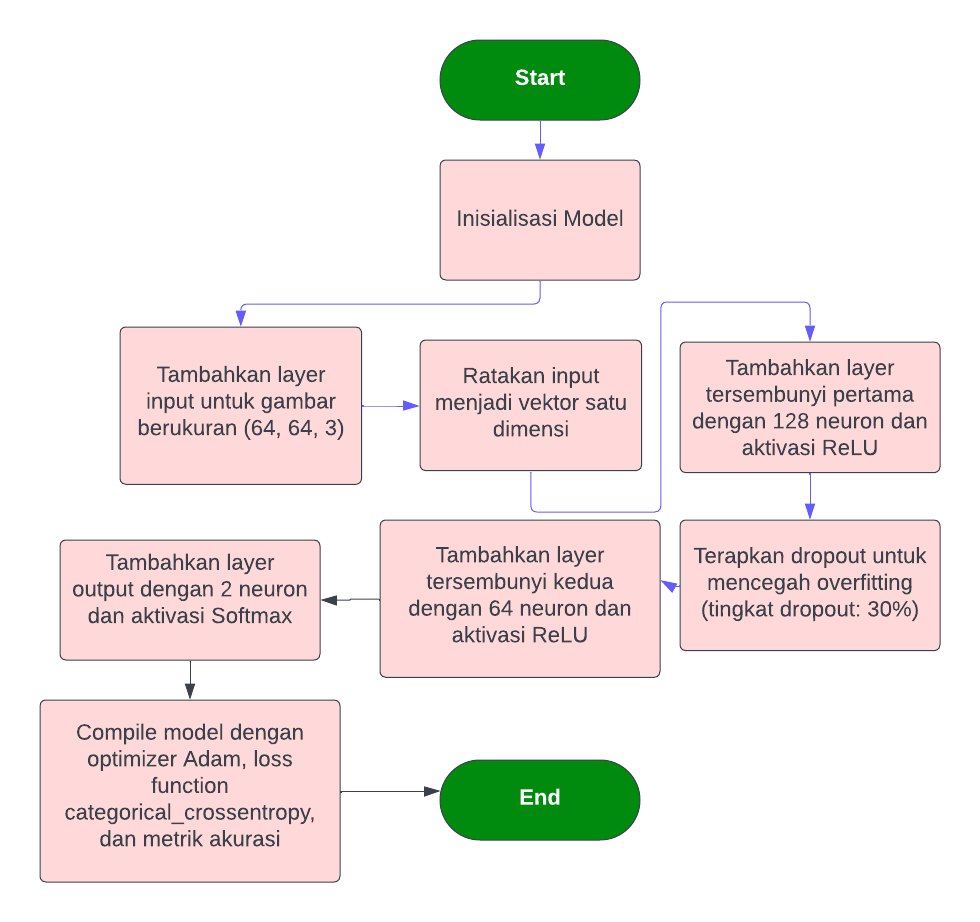 Start
Inisialisasi Model
Tambahkan layer
input untuk gambar
berukuran (64, 64, 3)
Ratakan input
menjadi vektor satu
dimensi
Tambahkan layer
tersembunyi pertama
dengan 128 neuron dan
aktivasi ReLU
Terapkan dropout untuk
mencegah overfitting
(tingkat dropout: 30%)
Tambahkan layer
tersembunyi kedua
dengan 64 neuron dan
aktivasi ReLU
Tambahkan layer
output dengan 2 neuron
dan aktivasi Softmax
Compile model dengan
optimizer Adam, loss
function
categorical_crossentropy,
dan metrik akurasi
End